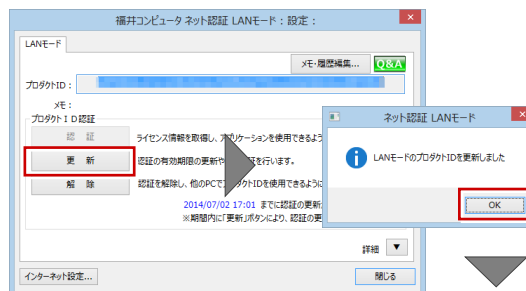 福井コンピュータ ネット認証 LANモード：設定：
LANモード
メモ・履歴編集...
Q&A
プロダクトID：
メモ：
プロダクトＩＤ認証
認　証
ライセンス情報を取得し、アプリケーションを使用できるよう
更　新
認証の有効期限の更新や
を行います。
解　除
認証を解除し、他のPCで
クトIDを使用できるように
2014/07/02 17:01 までに認証の更新
※期間内に「更新」ボタンにより、認証の更
詳細
インターネット設定...
閉じる
ネット認証 LANモード
LANモードのプロダクトIDを更新しました
OK